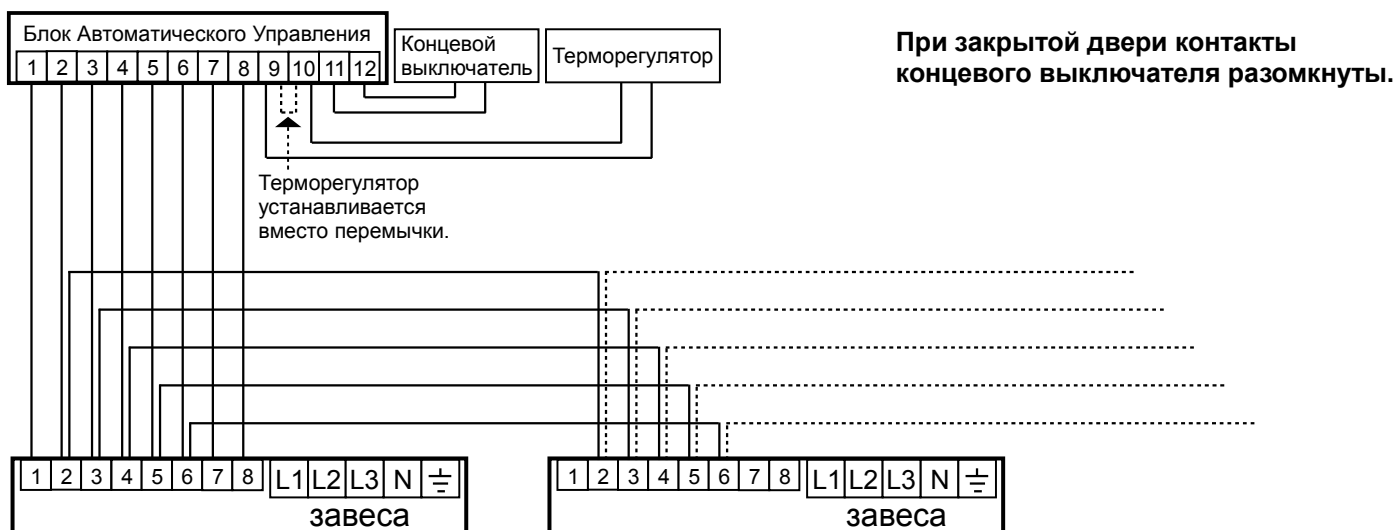 Блок Автоматического Управления
1 2 3 4 5 6 7 8 9 10 11 12
Концевой
выключатель
Терморегулятор
При закрытой двери контакты
концевого выключателя разомкнуты.
Терморегулятор
устанавливается
вместо перемычки.
1 2 3 4 5 6 7 8 L1 L2 L3 N
завеса
1 2 3 4 5 6 7 8 L1 L2 L3 N
завеса